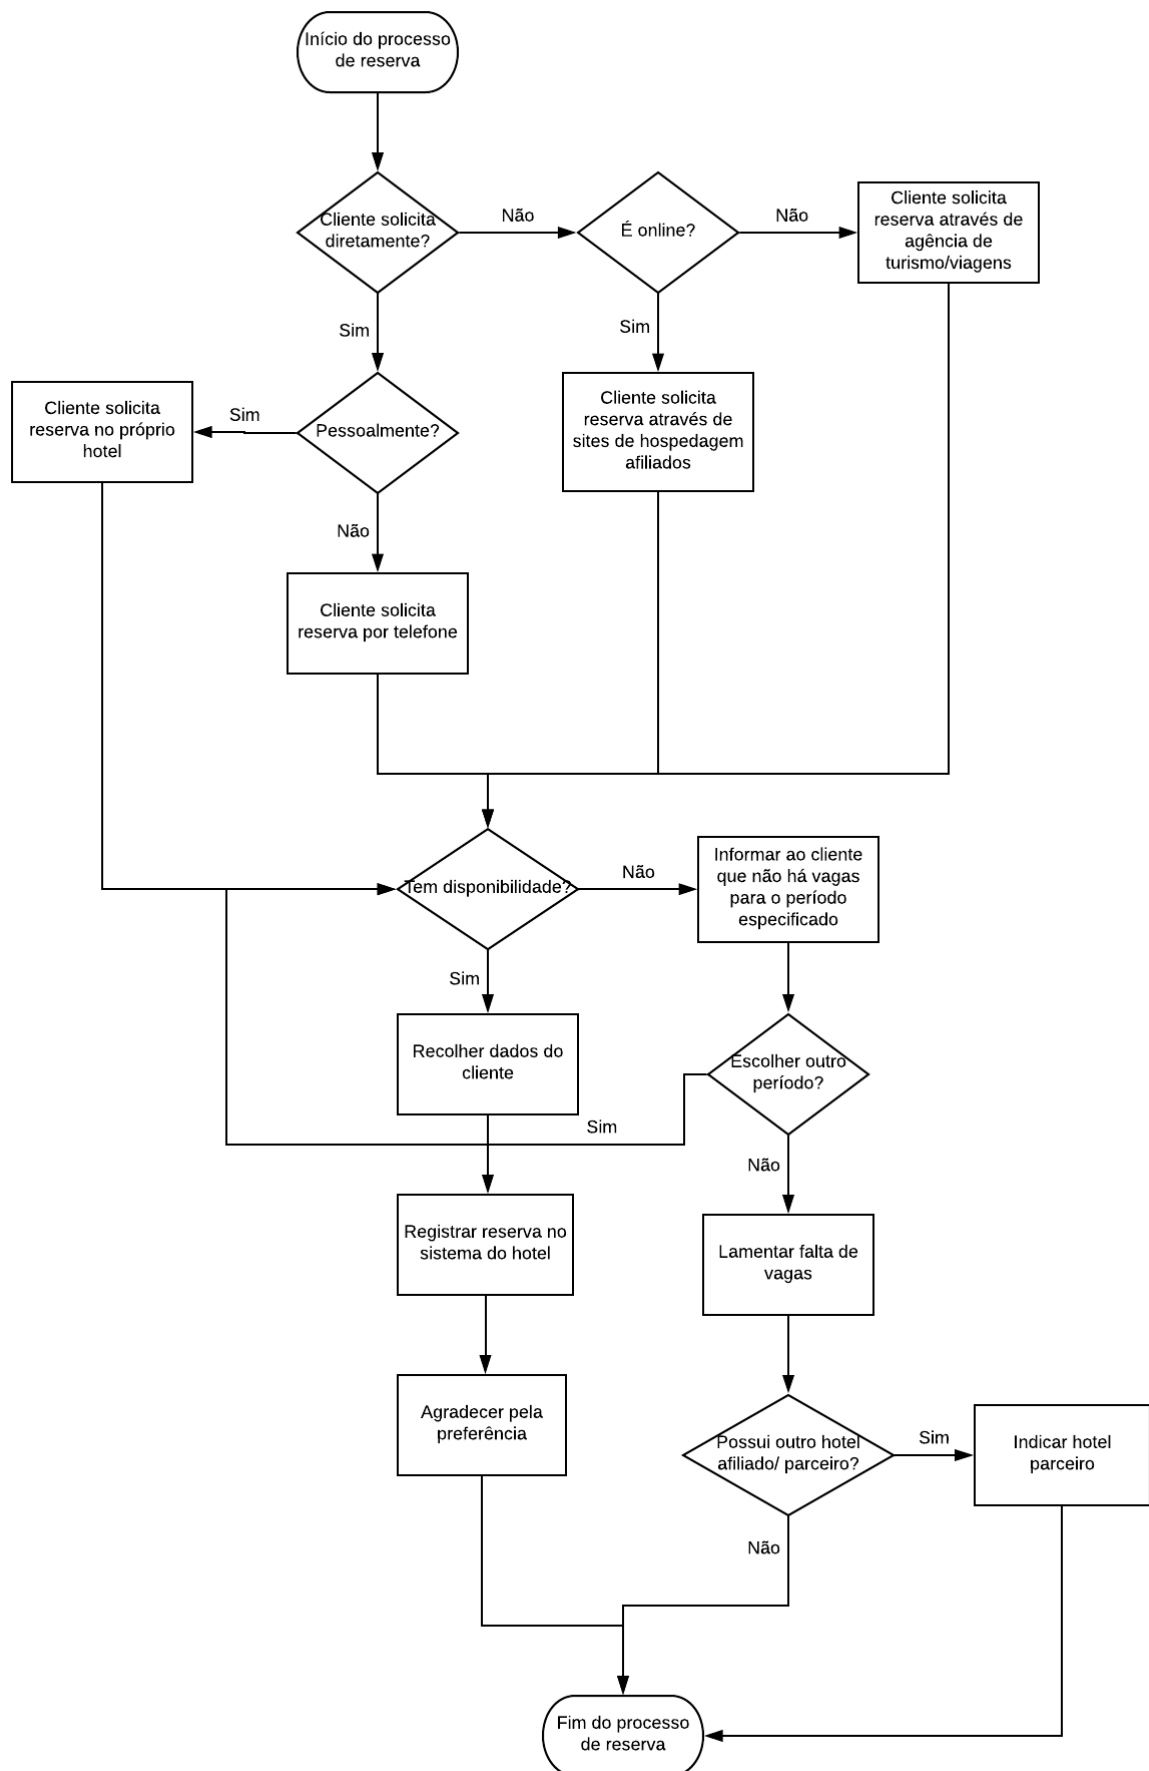 Início do processo
de reserva
Cliente solicita
diretamente?
Não
É online?
Não
Cliente solicita
reserva através de
agência de
turismo/viagens
Sim
Sim
Cliente solicita
reserva no próprio
hotel
Sim
Pessoalmente?
Cliente solicita
reserva através de
sites de hospedagem
afiliados
Não
Cliente solicita
reserva por telefone
Tem disponibilidade?
Não
Informar ao cliente
que não há vagas
para o período
especificado
Sim
Recolher dados do
cliente
Escolher outro
período?
Sim
Não
Registrar reserva no
sistema do hotel
Lamentar falta de
vagas
Agradecer pela
preferência
Possui outro hotel
afiliado/ parceiro?
Sim
Indicar hotel
parceiro
Não
Fim do processo
de reserva